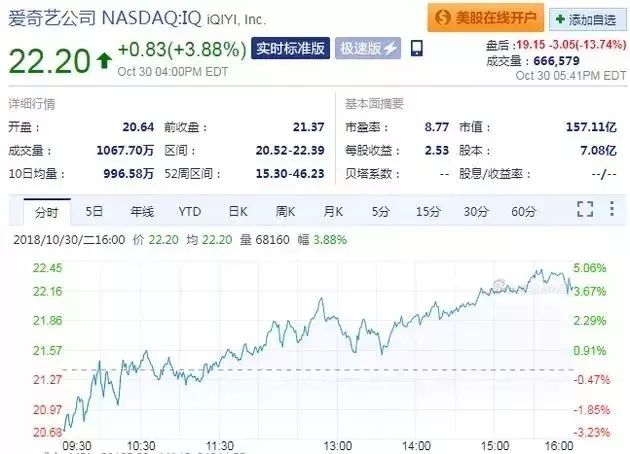 爱奇艺公司 NASDAQ:IQ iQIYI, Inc.
美股在线开户
添加自选
22.20 +0.83(+3.88%) 实时标准版 极速版
Oct 30 04:00PM EDT
盘后: 19.15 -3.05(-13.74%)
成交量: 666,579
Oct 30 05:41PM EDT
详细行情 基本面摘要
开盘: 20.64 前收盘: 21.37 市盈率: 8.77 市值: 157.11亿
成交量: 1067.70万 区间: 20.52-22.39 每股收益: 2.53 股本: 7.08亿
10日均量: 996.58万 52周区间: 15.30-46.23 贝塔系数: -- 股息/收益率: --/--
分时 5日 年线 YTD 日K 周K 月K 5分 15分 30分 60分
2018/10/30/二16:00 价 22.20 均 22.20 量 68160 幅 3.88%
22.45 5.06%
22.16 3.67%
21.86 2.29%
21.57 0.91%
21.27 -0.47%
20.97 -1.85%
20.68 -3.23%
09:30 10:30 11:30 13:00 14:00 15:00 16:00